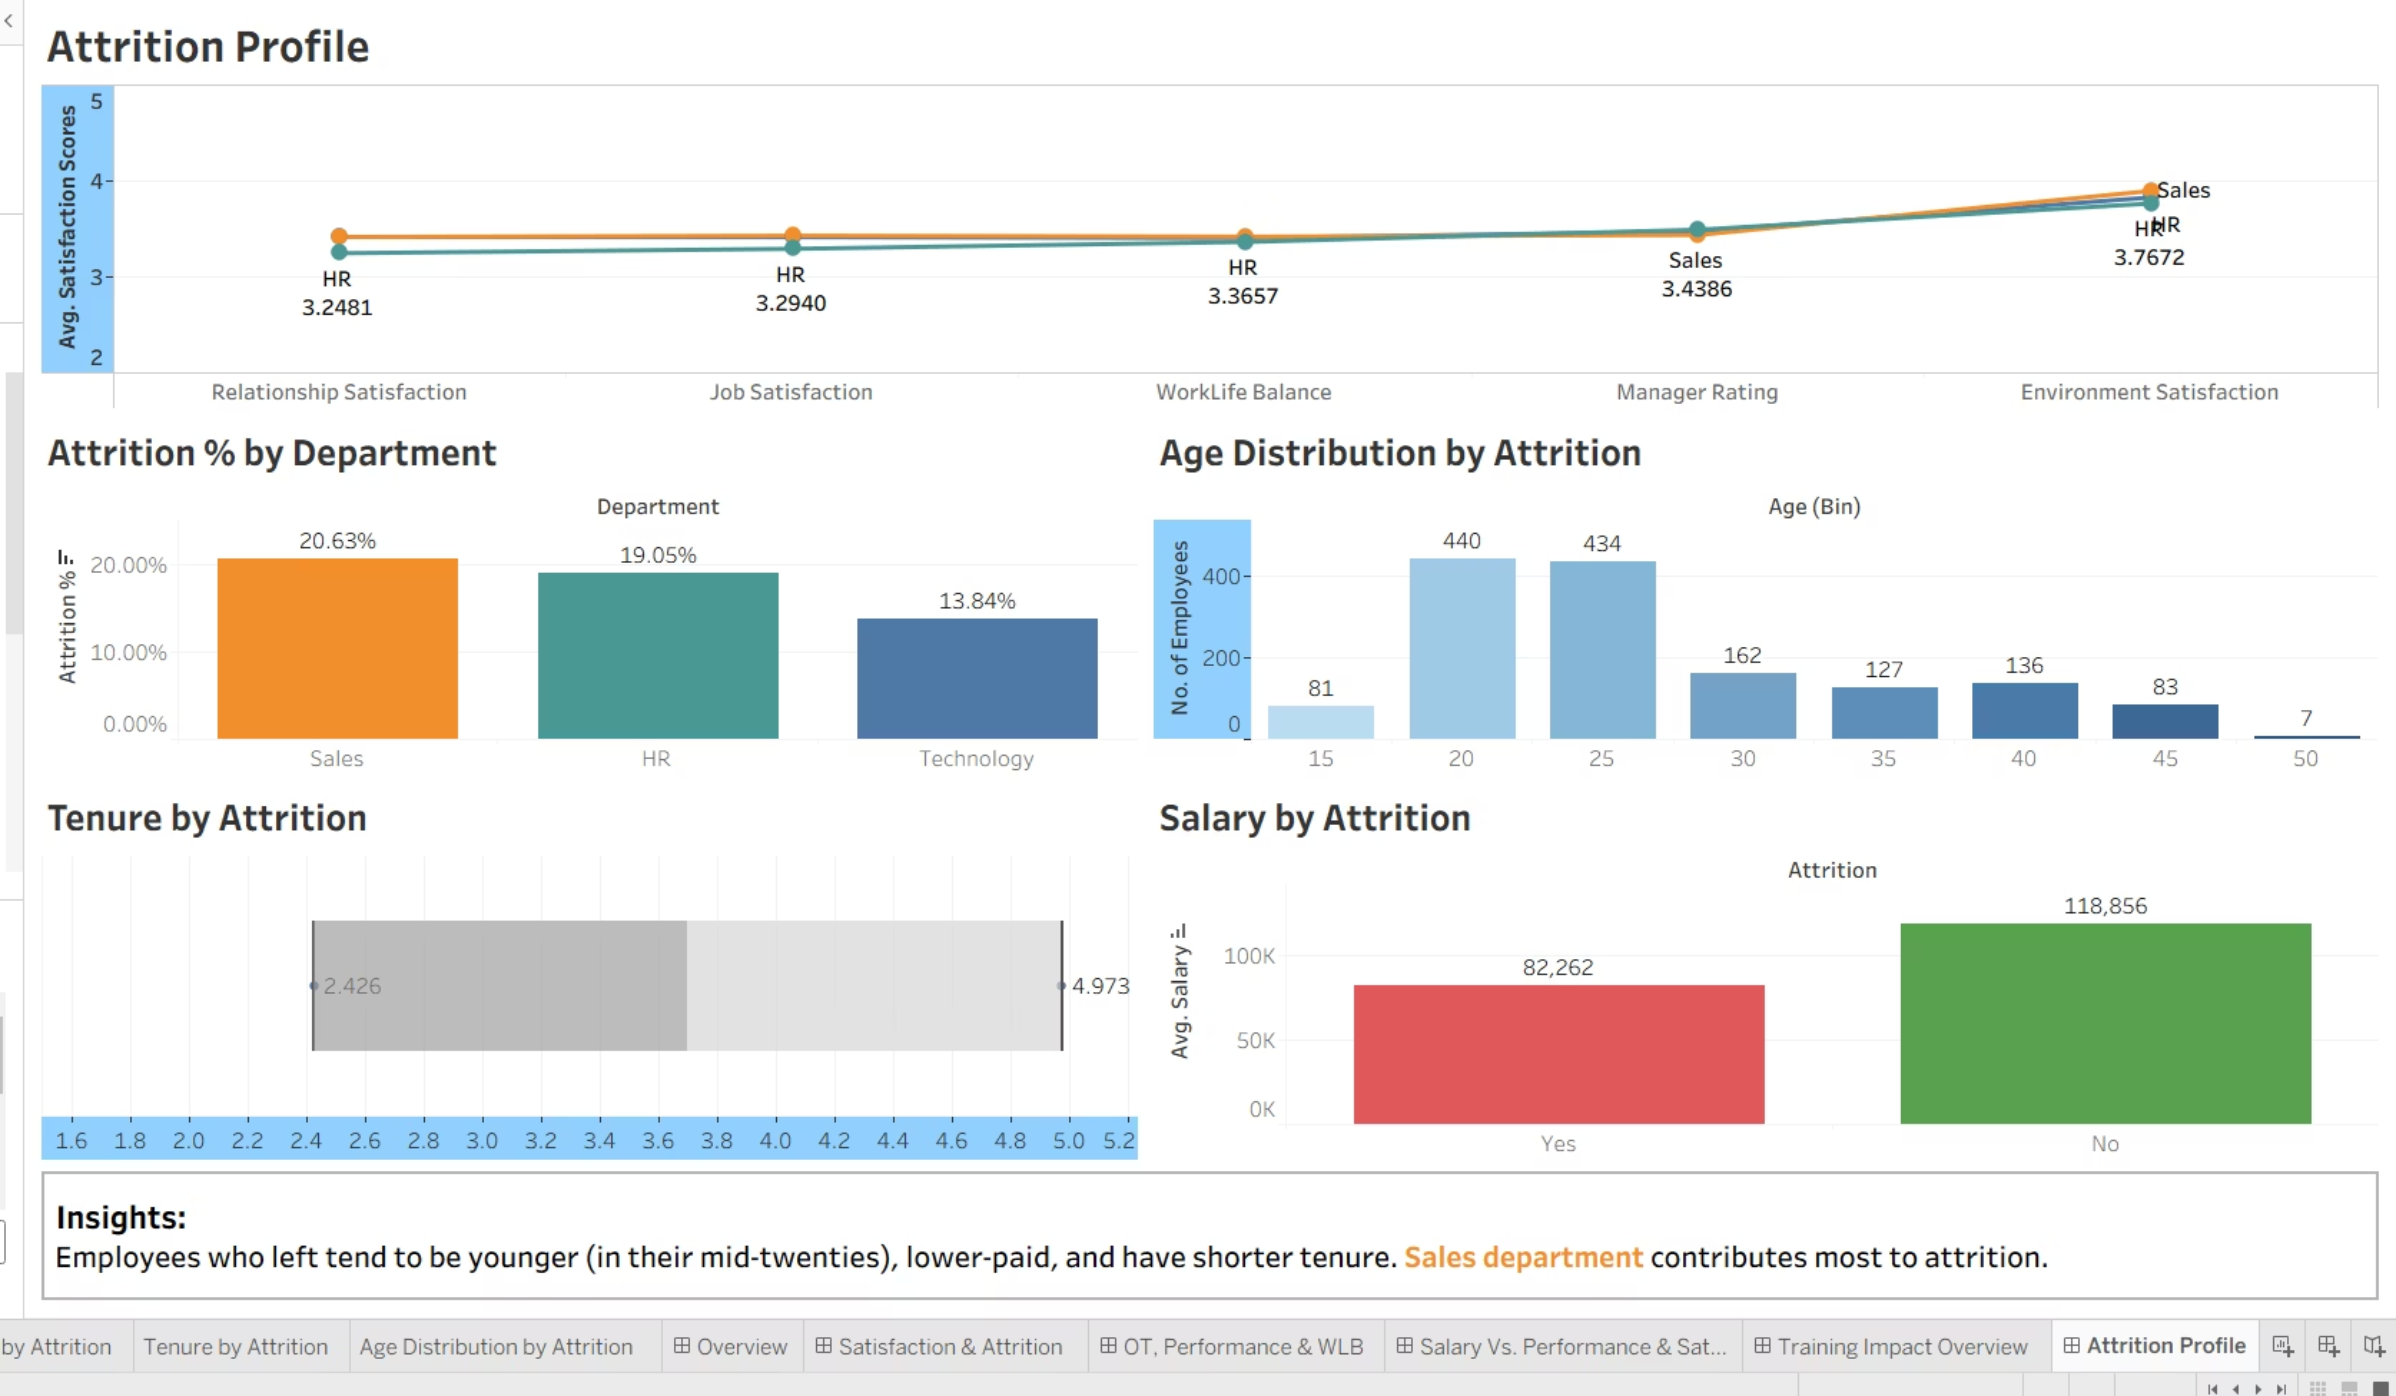 Attrition Profile
Avg. Satisfaction Scores
5
4
3
2
HR
3.2481
HR
3.2940
HR
3.3657
Sales
3.4386
Sales
HR
HR
3.7672
Relationship Satisfaction
Job Satisfaction
WorkLife Balance
Manager Rating
Environment Satisfaction
Attrition % by Department
Department
Attrition %
20.00%
10.00%
0.00%
20.63%
19.05%
13.84%
Sales
HR
Technology
Age Distribution by Attrition
Age (Bin)
No. of Employees
400
200
0
81
440
434
162
127
136
83
7
15
20
25
30
35
40
45
50
Tenure by Attrition
2.426
4.973
1.6
1.8
2.0
2.2
2.4
2.6
2.8
3.0
3.2
3.4
3.6
3.8
4.0
4.2
4.4
4.6
4.8
5.0
5.2
Salary by Attrition
Attrition
Avg. Salary
100K
50K
0K
82,262
118,856
Yes
No
Insights:
Employees who left tend to be younger (in their mid-twenties), lower-paid, and have shorter tenure. Sales department contributes most to attrition.
by Attrition
Tenure by Attrition
Age Distribution by Attrition
Overview
Satisfaction & Attrition
OT, Performance & WLB
Salary Vs. Performance & Sat...
Training Impact Overview
Attrition Profile